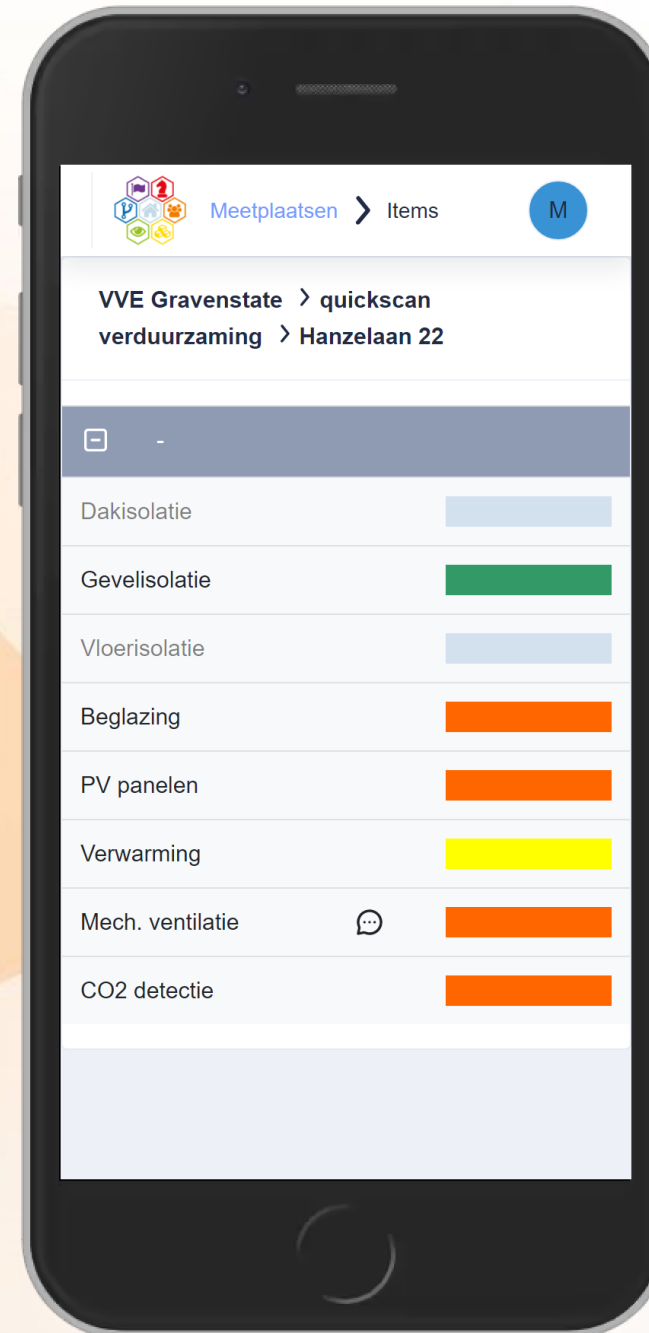 Meetplaatsen > Items M
VVE Gravenstate > quickscan
verduurzaming > Hanzelaan 22
-
Dakisolatie
Gevelisolatie
Vloerisolatie
Beglazing
PV panelen
Verwarming
Mech. ventilatie
CO2 detectie